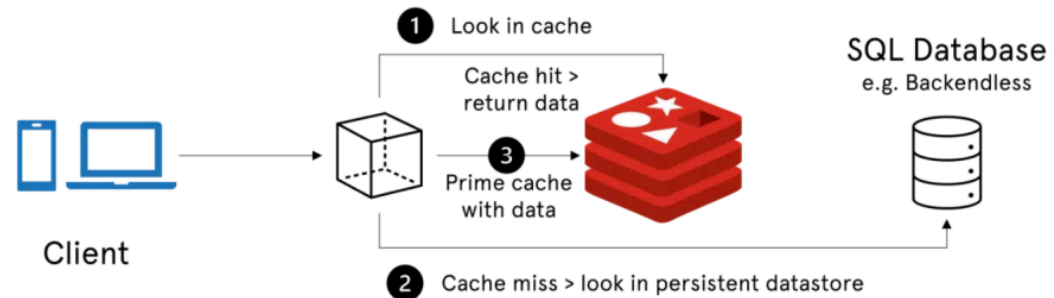 1 Look in cache
Cache hit >
return data
SQL Database
e.g. Backendless
3
Prime cache
with data
Client
2 Cache miss > look in persistent datastore